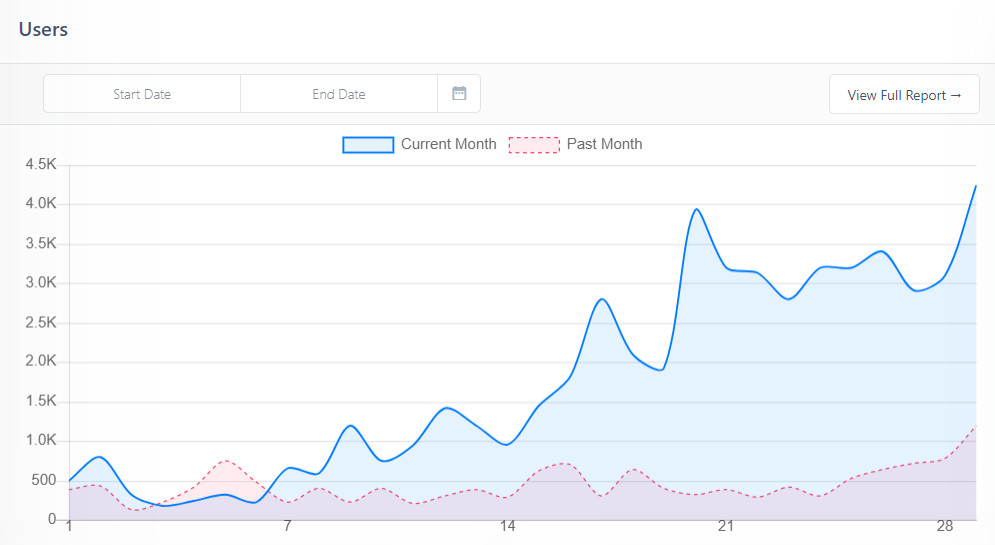 Users
Start Date End Date View Full Report →
Current Month Past Month
4.5K
4.0K
3.5K
3.0K
2.5K
2.0K
1.5K
1.0K
500
0
1 7 14 21 28